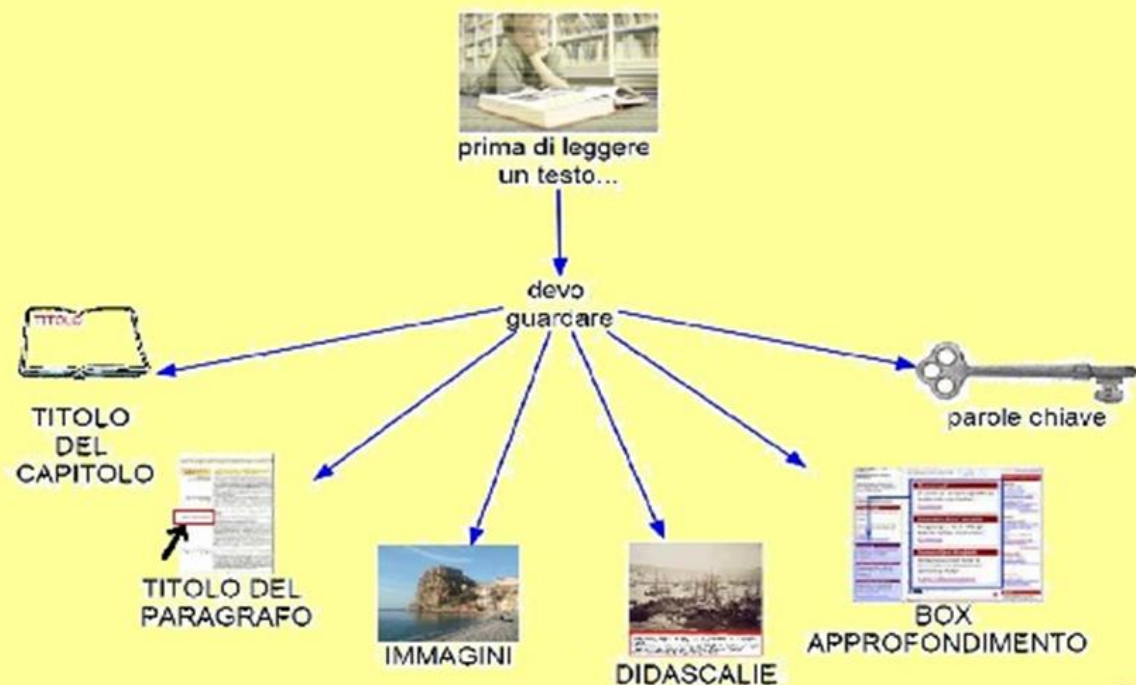 prima di leggere
un testo...
devo
guardare
TITOLO
TITOLO
DEL
CAPITOLO
TITOLO DEL
PARAGRAFO
IMMAGINI
DIDASCALIE
BOX
APPROFONDIMENTO
parole chiave